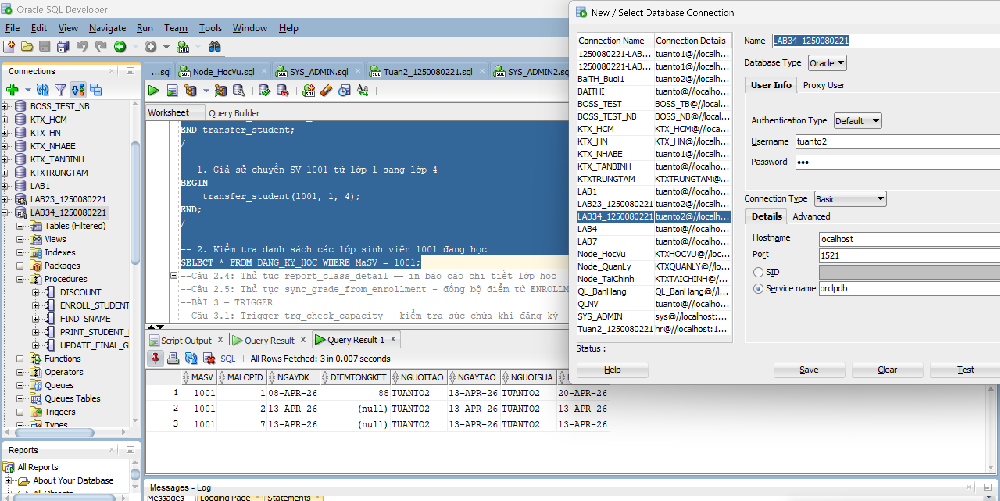 Oracle SQL Developer
File Edit View Navigate Run Team Tools Window Help
Connections
BOSS_TEST_NB
KTX_HCM
KTX_HN
KTX_NHABE
KTX_TANBINH
KTXTRUNGTAM
LAB1
LAB23_1250080221
LAB34_1250080221
Tables (Filtered)
Views
Indexes
Packages
Procedures
DISCOUNT
ENROLL_STUDENT
FIND_SNAME
PRINT_STUDENT_
UPDATE_FINAL_G
Functions
Operators
Queues
Queues Tables
Triggers
Types
Reports
All Reports
About Your Database
All Objects
...sql Node_HocVu.sql SYS_ADMIN.sql Tuan2_1250080221.sql SYS_ADMIN2.sq
Worksheet Query Builder
END transfer_student;
/
-- 1. Giả sử chuyển SV 1001 từ lớp 1 sang lớp 4
BEGIN
transfer_student(1001, 1, 4);
END;
/
-- 2. Kiểm tra danh sách các lớp sinh viên 1001 đang học
SELECT * FROM DANG_KY_HOC WHERE MaSV = 1001;
--Câu 2.4: Thủ tục report_class_detail — in báo cáo chi tiết lớp học
--Câu 2.5: Thủ tục sync_grade_from_enrollment - đồng bộ điểm từ ENROLLM
--BÀI 3 - TRIGGER
--Câu 3.1: Trigger trg_check_capacity - kiểm tra sức chứa khi đăng ký
Script Output x Query Result x Query Result 1 x
SQL | All Rows Fetched: 3 in 0.007 seconds
MASV MALOPID NGAYDK DIEMTONGKET NGUOITAO NGAYTAO NGUOISUA
1 1001 1 08-APR-26 88 TUANTO2 13-APR-26 TUANTO2 20-APR-26
2 1001 2 13-APR-26 (null) TUANTO2 13-APR-26 TUANTO2 13-APR-26
3 1001 7 13-APR-26 (null) TUANTO2 13-APR-26 TUANTO2 13-APR-26
Messages - Log
Messages Logging Page Statements
New / Select Database Connection
Connection Name Connection Details
1250080221-LAB... tuanto1@//localh...
1250080221-LAB... tuanto1@//localh...
BaiTH_Buoi1 tuanto2@//localh...
BAITHI tuanto@//localho...
BOSS_TEST BOSS_TB@//local...
BOSS_TEST_NB BOSS_NB@//local...
KTX_HCM KTX_HCM@//loca...
KTX_HN KTX_HN@//localh...
KTX_NHABE tuanto1@//localh...
KTX_TANBINH tuanto@//localho...
KTXTRUNGTAM KTXTRUNGTAM@...
LAB1 tuanto@//localho...
LAB23_1250080221 tuanto2@//localh...
LAB34_1250080221 tuanto2@//localh...
LAB4 tuanto@//localho...
LAB7 tuanto@//localho...
Node_HocVu KTXHOCVU@//loc...
Node_QuanLy KTXQUANLY@//lo...
Node_TaiChinh KTXTAICHINH@/...
QL_BanHang QL_BanHang@//l...
QLNV tuanto@//localho...
SYS_ADMIN sys@//localhost:...
Tuan2_1250080221 hr@//localhost:1...
Status :
Name LAB34_1250080221
Database Type Oracle
User Info Proxy User
Authentication Type Default
Username tuanto2
Password •••
Connection Type Basic
Details Advanced
Hostname localhost
Port 1521
SID
Service name orclpdb
Help Save Clear Test